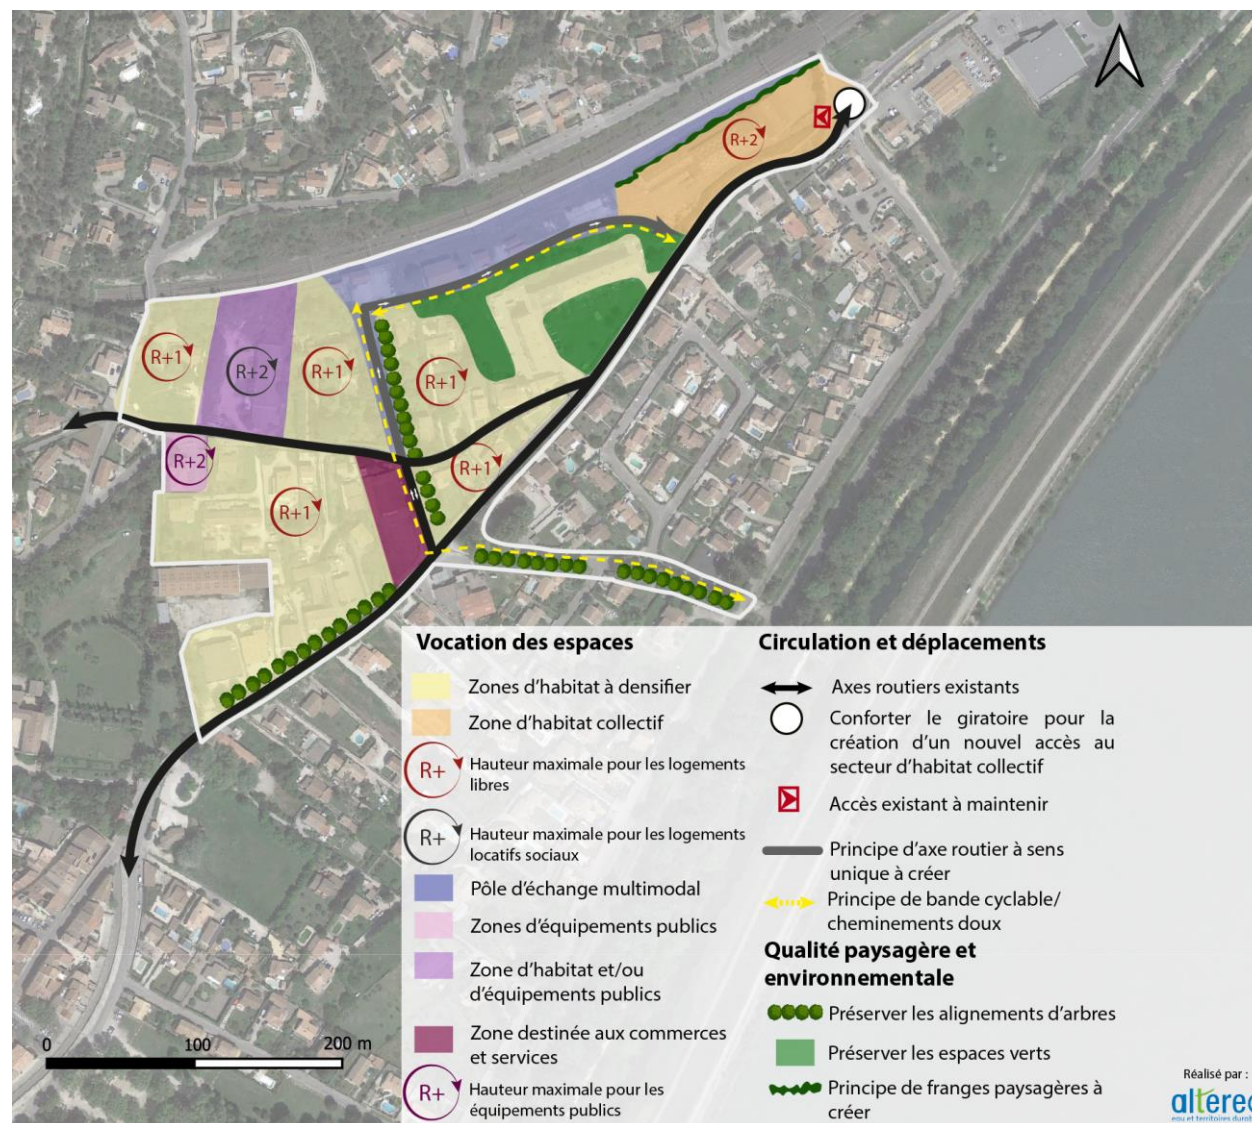 R+2
R+1
R+2
R+1
R+1
R+1
R+2
R+1
Vocation des espaces
Zones d'habitat à densifier
Zone d'habitat collectif
R+
Hauteur maximale pour les logements
libres
R+
Hauteur maximale pour les logements
locatifs sociaux
Pôle d'échange multimodal
Zones d'équipements publics
Zone d'habitat et/ou
d'équipements publics
Zone destinée aux commerces
et services
R+
Hauteur maximale pour les
équipements publics
Circulation et déplacements
Axes routiers existants
Conforter le giratoire pour la
création d'un nouvel accès au
secteur d'habitat collectif
Accès existant à maintenir
Principe d'axe routier à sens
unique à créer
Principe de bande cyclable/
cheminements doux
Qualité paysagère et
environnementale
Préserver les alignements d'arbres
Préserver les espaces verts
Principe de franges paysagères à
créer
0 100 200 m
Réalisé par :
altereo
eau et territoires durab